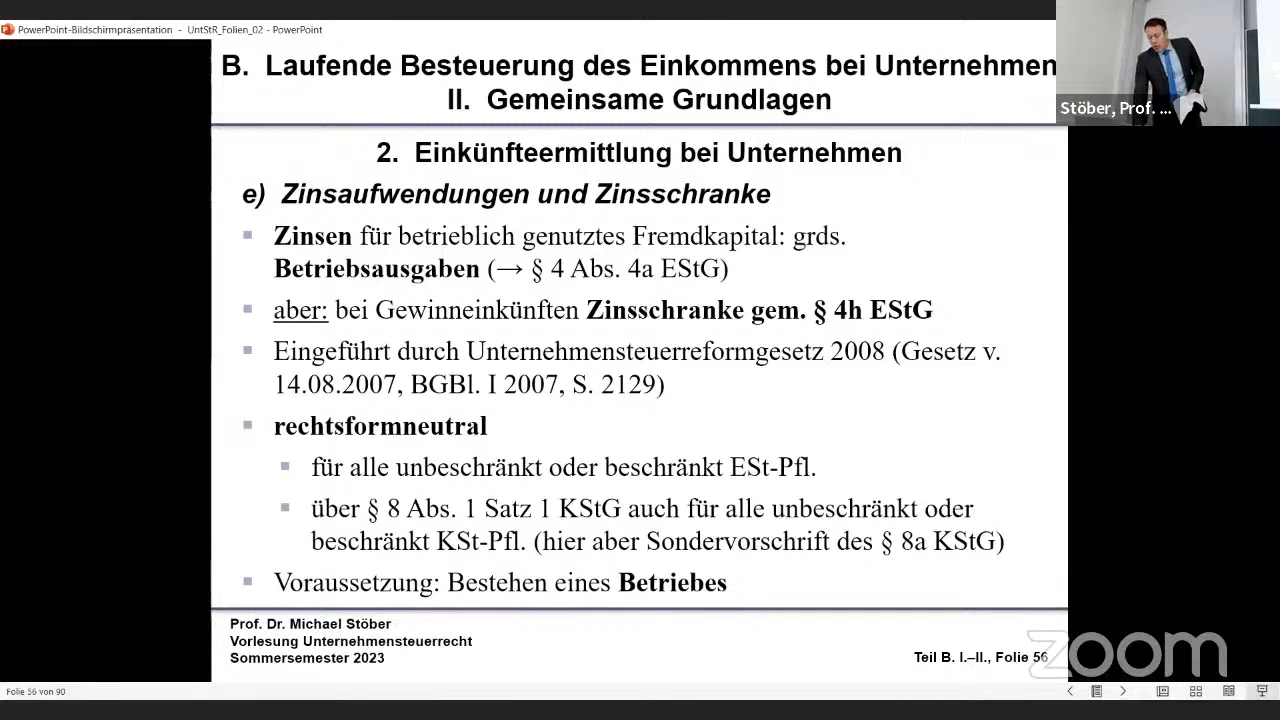 PowerPoint-Bildschirmpräsentation - UntStR_Folien_02 - PowerPoint
B. Laufende Besteuerung des Einkommens bei Unternehmen
II. Gemeinsame Grundlagen
Stöber, Prof. ...
2. Einkünfteermittlung bei Unternehmen
e) Zinsaufwendungen und Zinsschranke
Zinsen für betrieblich genutztes Fremdkapital: grds.
Betriebsausgaben (→ § 4 Abs. 4a EStG)
aber: bei Gewinneinkünften Zinsschranke gem. § 4h EStG
Eingeführt durch Unternehmensteuerreformgesetz 2008 (Gesetz v.
14.08.2007, BGBl. I 2007, S. 2129)
rechtsformneutral
für alle unbeschränkt oder beschränkt ESt-Pfl.
über § 8 Abs. 1 Satz 1 KStG auch für alle unbeschränkt oder
beschränkt KSt-Pfl. (hier aber Sondervorschrift des § 8a KStG)
Voraussetzung: Bestehen eines Betriebes
Prof. Dr. Michael Stöber
Vorlesung Unternehmensteuerrecht
Sommersemester 2023
Teil B. I.–II., Folie 56
zoom
Folie 56 von 90